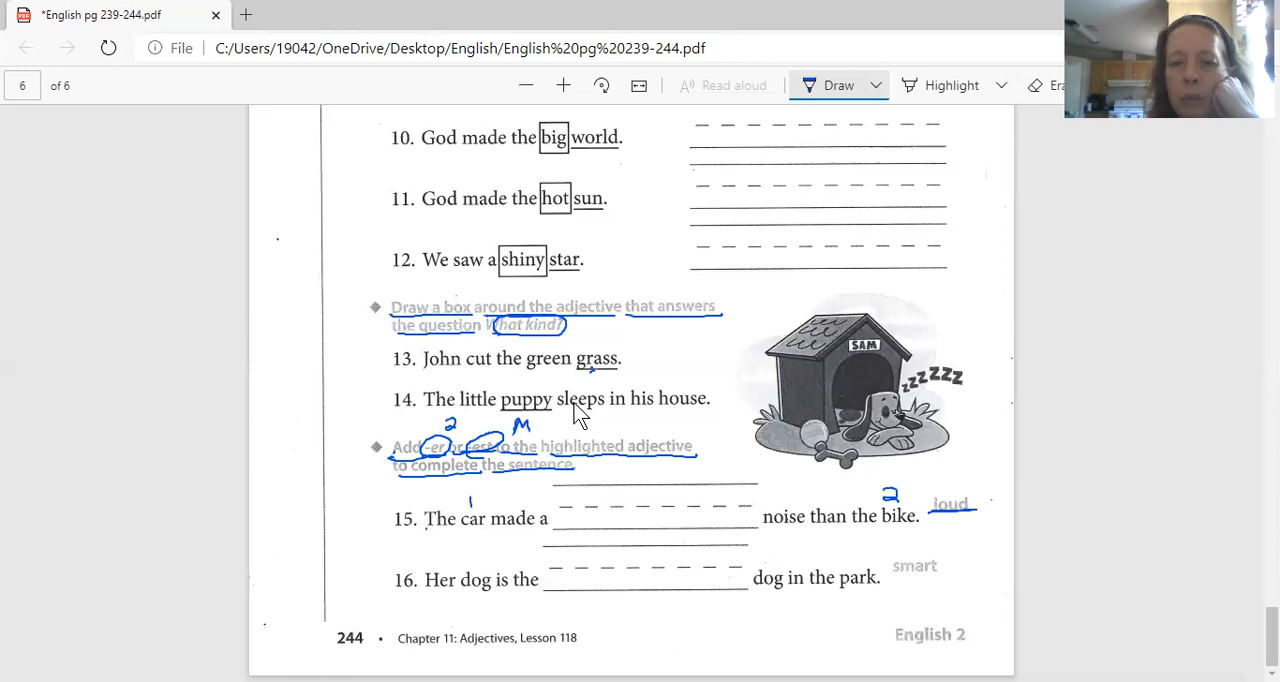 *English pg 239-244.pdf
File
C:/Users/19042/OneDrive/Desktop/English/English%20pg%20239-244.pdf
6 of 6
Read aloud
Draw
Highlight
10. God made the big world.
11. God made the hot sun.
12. We saw a shiny star.
Draw a box around the adjective that answers
the question What kind?
13. John cut the green grass.
SAM
zzZZZZ
14. The little puppy sleeps in his house.
2 M
Add -er or -est to the highlighted adjective
to complete the sentence.
1 2
15. The car made a noise than the bike. loud
16. Her dog is the dog in the park. smart
244 • Chapter 11: Adjectives, Lesson 118
English 2